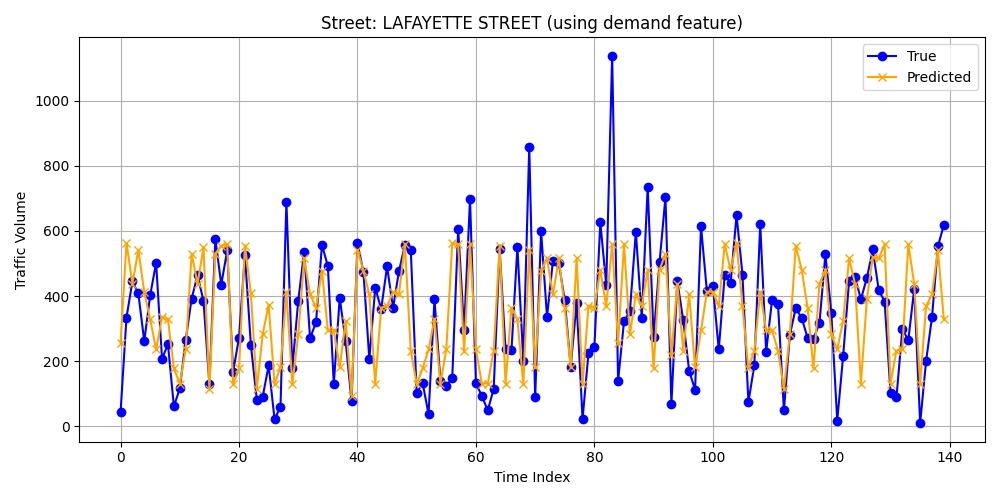 Street: LAFAYETTE STREET (using demand feature)
True
Predicted
Traffic Volume
1000
800
600
400
200
0
0 20 40 60 80 100 120 140
Time Index